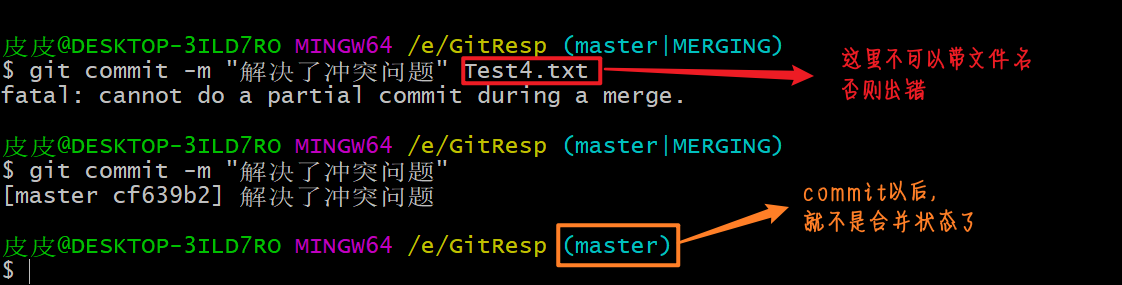 皮皮@DESKTOP-3ILD7RO MINGW64 /e/GitResp (master|MERGING)
$ git commit -m "解决了冲突问题" Test4.txt
fatal: cannot do a partial commit during a merge.
这里不可以带文件名
否则出错
皮皮@DESKTOP-3ILD7RO MINGW64 /e/GitResp (master|MERGING)
$ git commit -m "解决了冲突问题"
[master cf639b2] 解决了冲突问题
commit以后,
就不是合并状态了
皮皮@DESKTOP-3ILD7RO MINGW64 /e/GitResp (master)
$